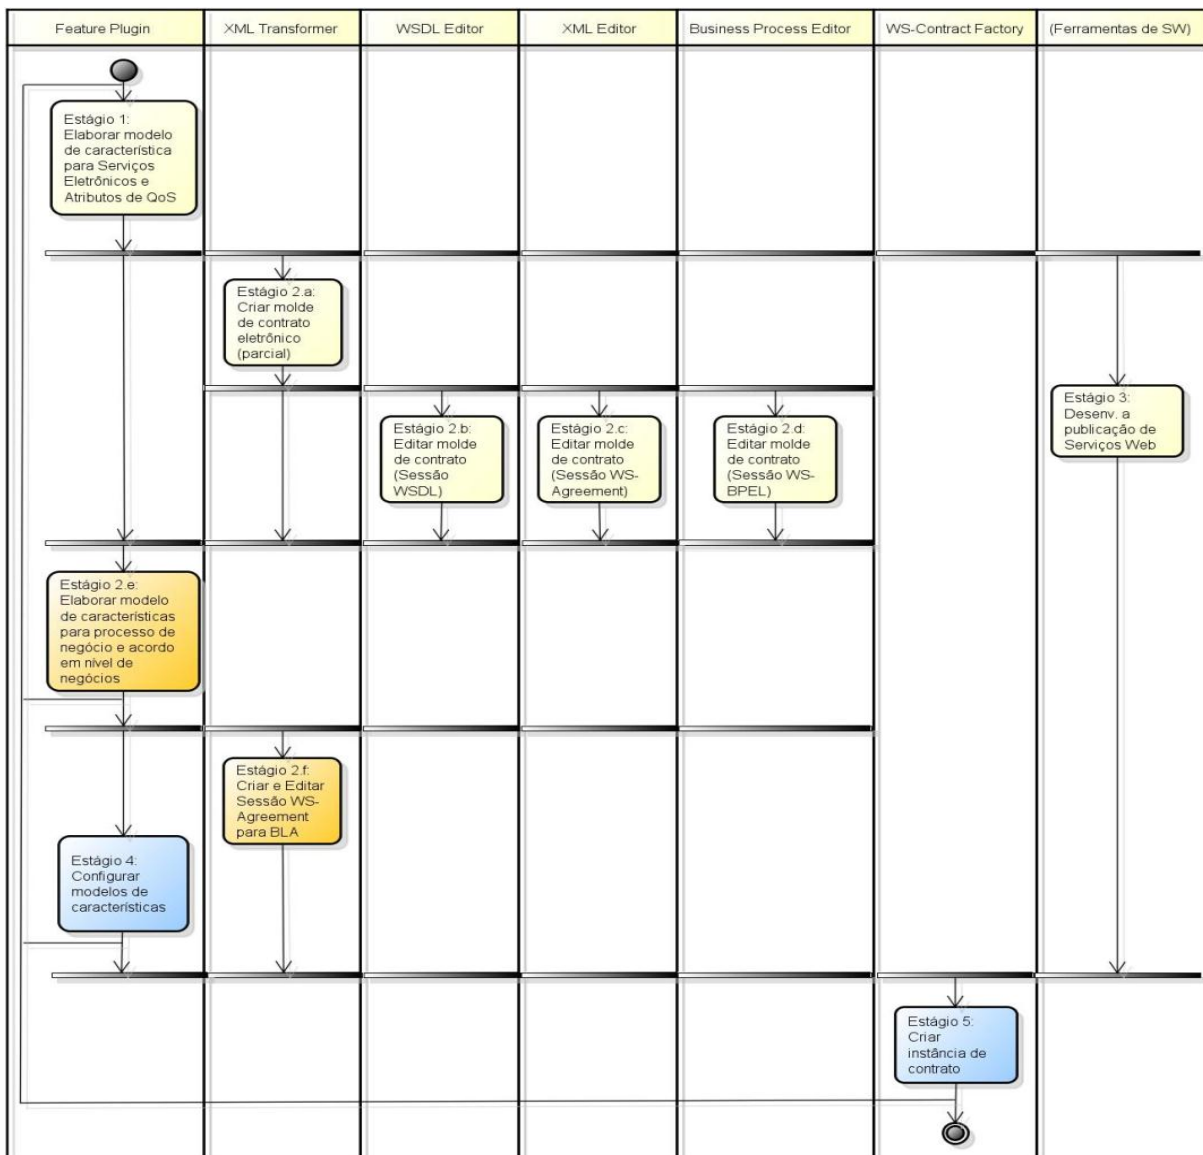 Feature Plugin
XML Transformer
WSDL Editor
XML Editor
Business Process Editor
WS-Contract Factory
(Ferramentas de SW)
Estágio 1:
Elaborar modelo
de característica
para Serviços
Eletrônicos e
Atributos de QoS
Estágio 2.a:
Criar molde
de contrato
eletrônico
(parcial)
Estágio 2.b:
Editar molde
de contrato
(Sessão
WSDL)
Estágio 2.c:
Editar molde
de contrato
(Sessão WS-
Agreement)
Estágio 2.d:
Editar molde
de contrato
(Sessão WS-
BPEL)
Estágio 3:
Desenv. a
publicação de
Serviços Web
Estágio 2.e:
Elaborar modelo
de características
para processo de
negócio e acordo
em nível de
negócios
Estágio 2.f:
Criar e Editar
Sessão WS-
Agreement
para BLA
Estágio 4:
Configurar
modelos de
características
Estágio 5:
Criar
instância de
contrato